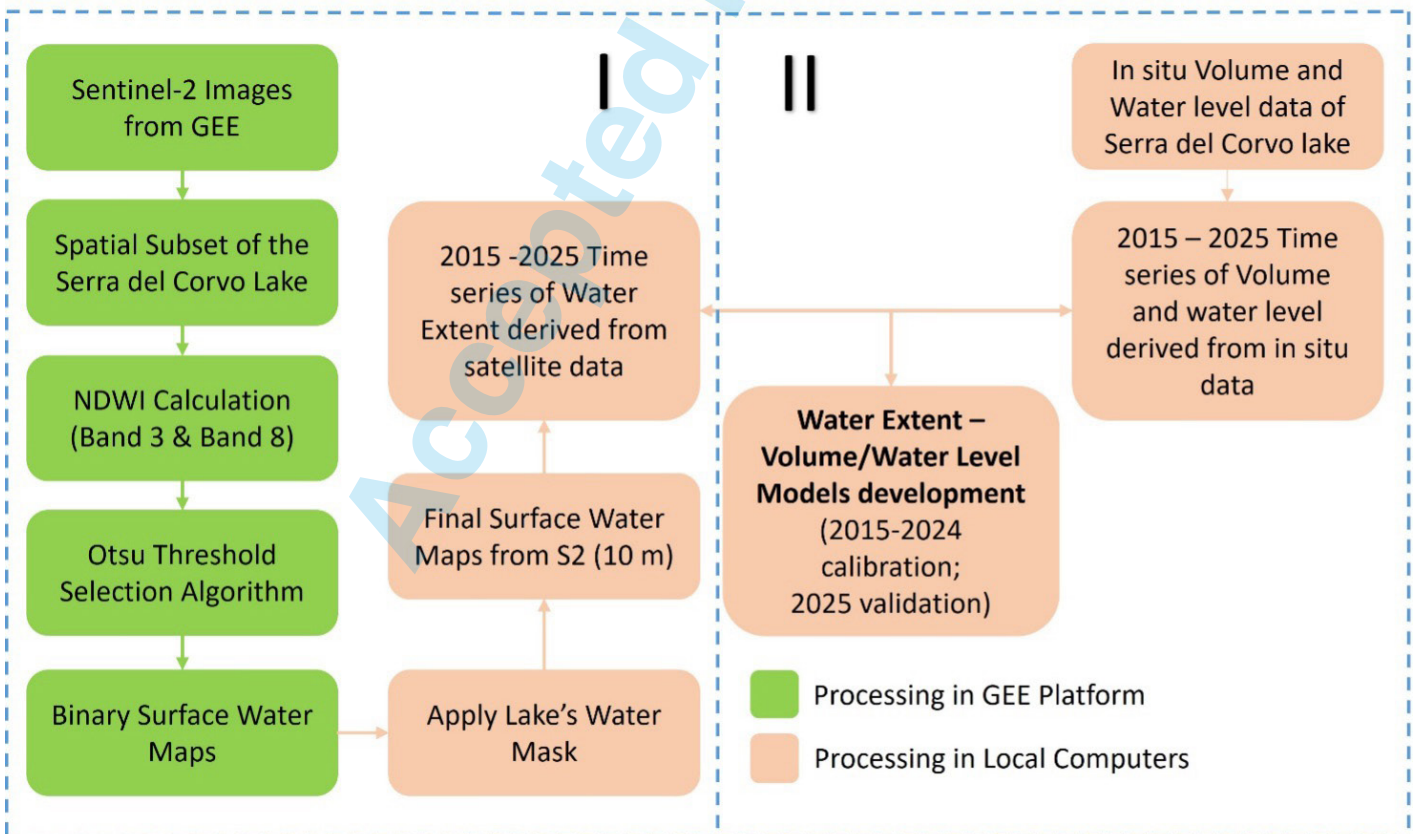 Sentinel-2 Images
from GEE
Spatial Subset of the
Serra del Corvo Lake
NDWI Calculation
(Band 3 & Band 8)
Otsu Threshold
Selection Algorithm
Binary Surface Water
Maps
I
2015 -2025 Time
series of Water
Extent derived from
satellite data
Final Surface Water
Maps from S2 (10 m)
Apply Lake's Water
Mask
II
In situ Volume and
Water level data of
Serra del Corvo lake
2015 – 2025 Time
series of Volume
and water level
derived from in situ
data
Water Extent –
Volume/Water Level
Models development
(2015-2024
calibration;
2025 validation)
Processing in GEE Platform
Processing in Local Computers
Accepted